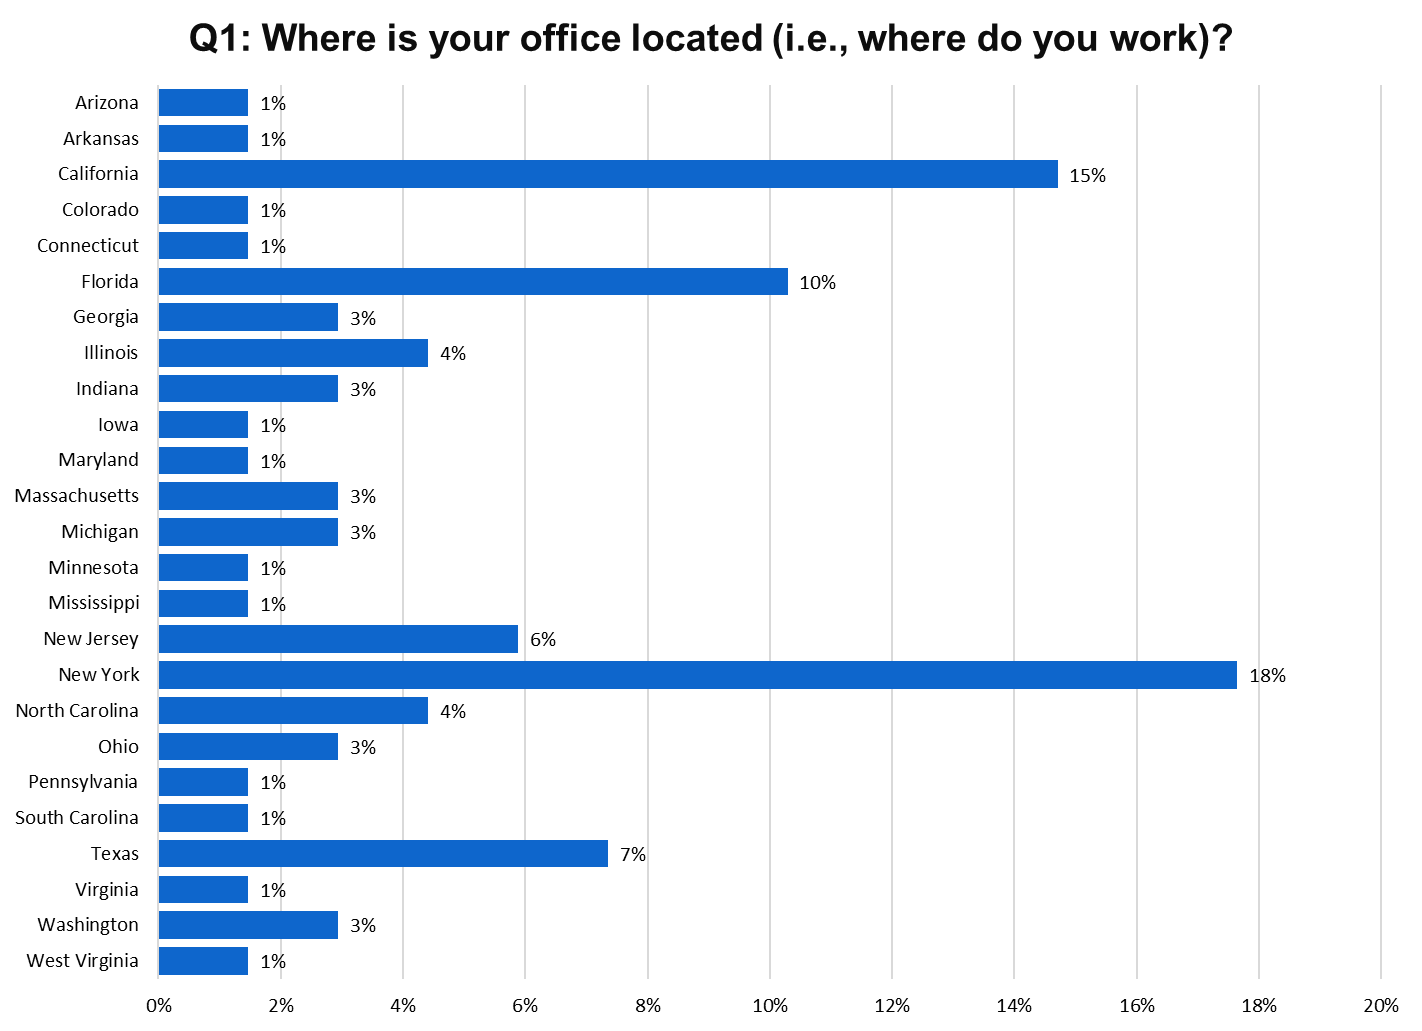 Q1: Where is your office located (i.e., where do you work)?
Arizona 1%
Arkansas 1%
California 15%
Colorado 1%
Connecticut 1%
Florida 10%
Georgia 3%
Illinois 4%
Indiana 3%
Iowa 1%
Maryland 1%
Massachusetts 3%
Michigan 3%
Minnesota 1%
Mississippi 1%
New Jersey 6%
New York 18%
North Carolina 4%
Ohio 3%
Pennsylvania 1%
South Carolina 1%
Texas 7%
Virginia 1%
Washington 3%
West Virginia 1%
0% 2% 4% 6% 8% 10% 12% 14% 16% 18% 20%